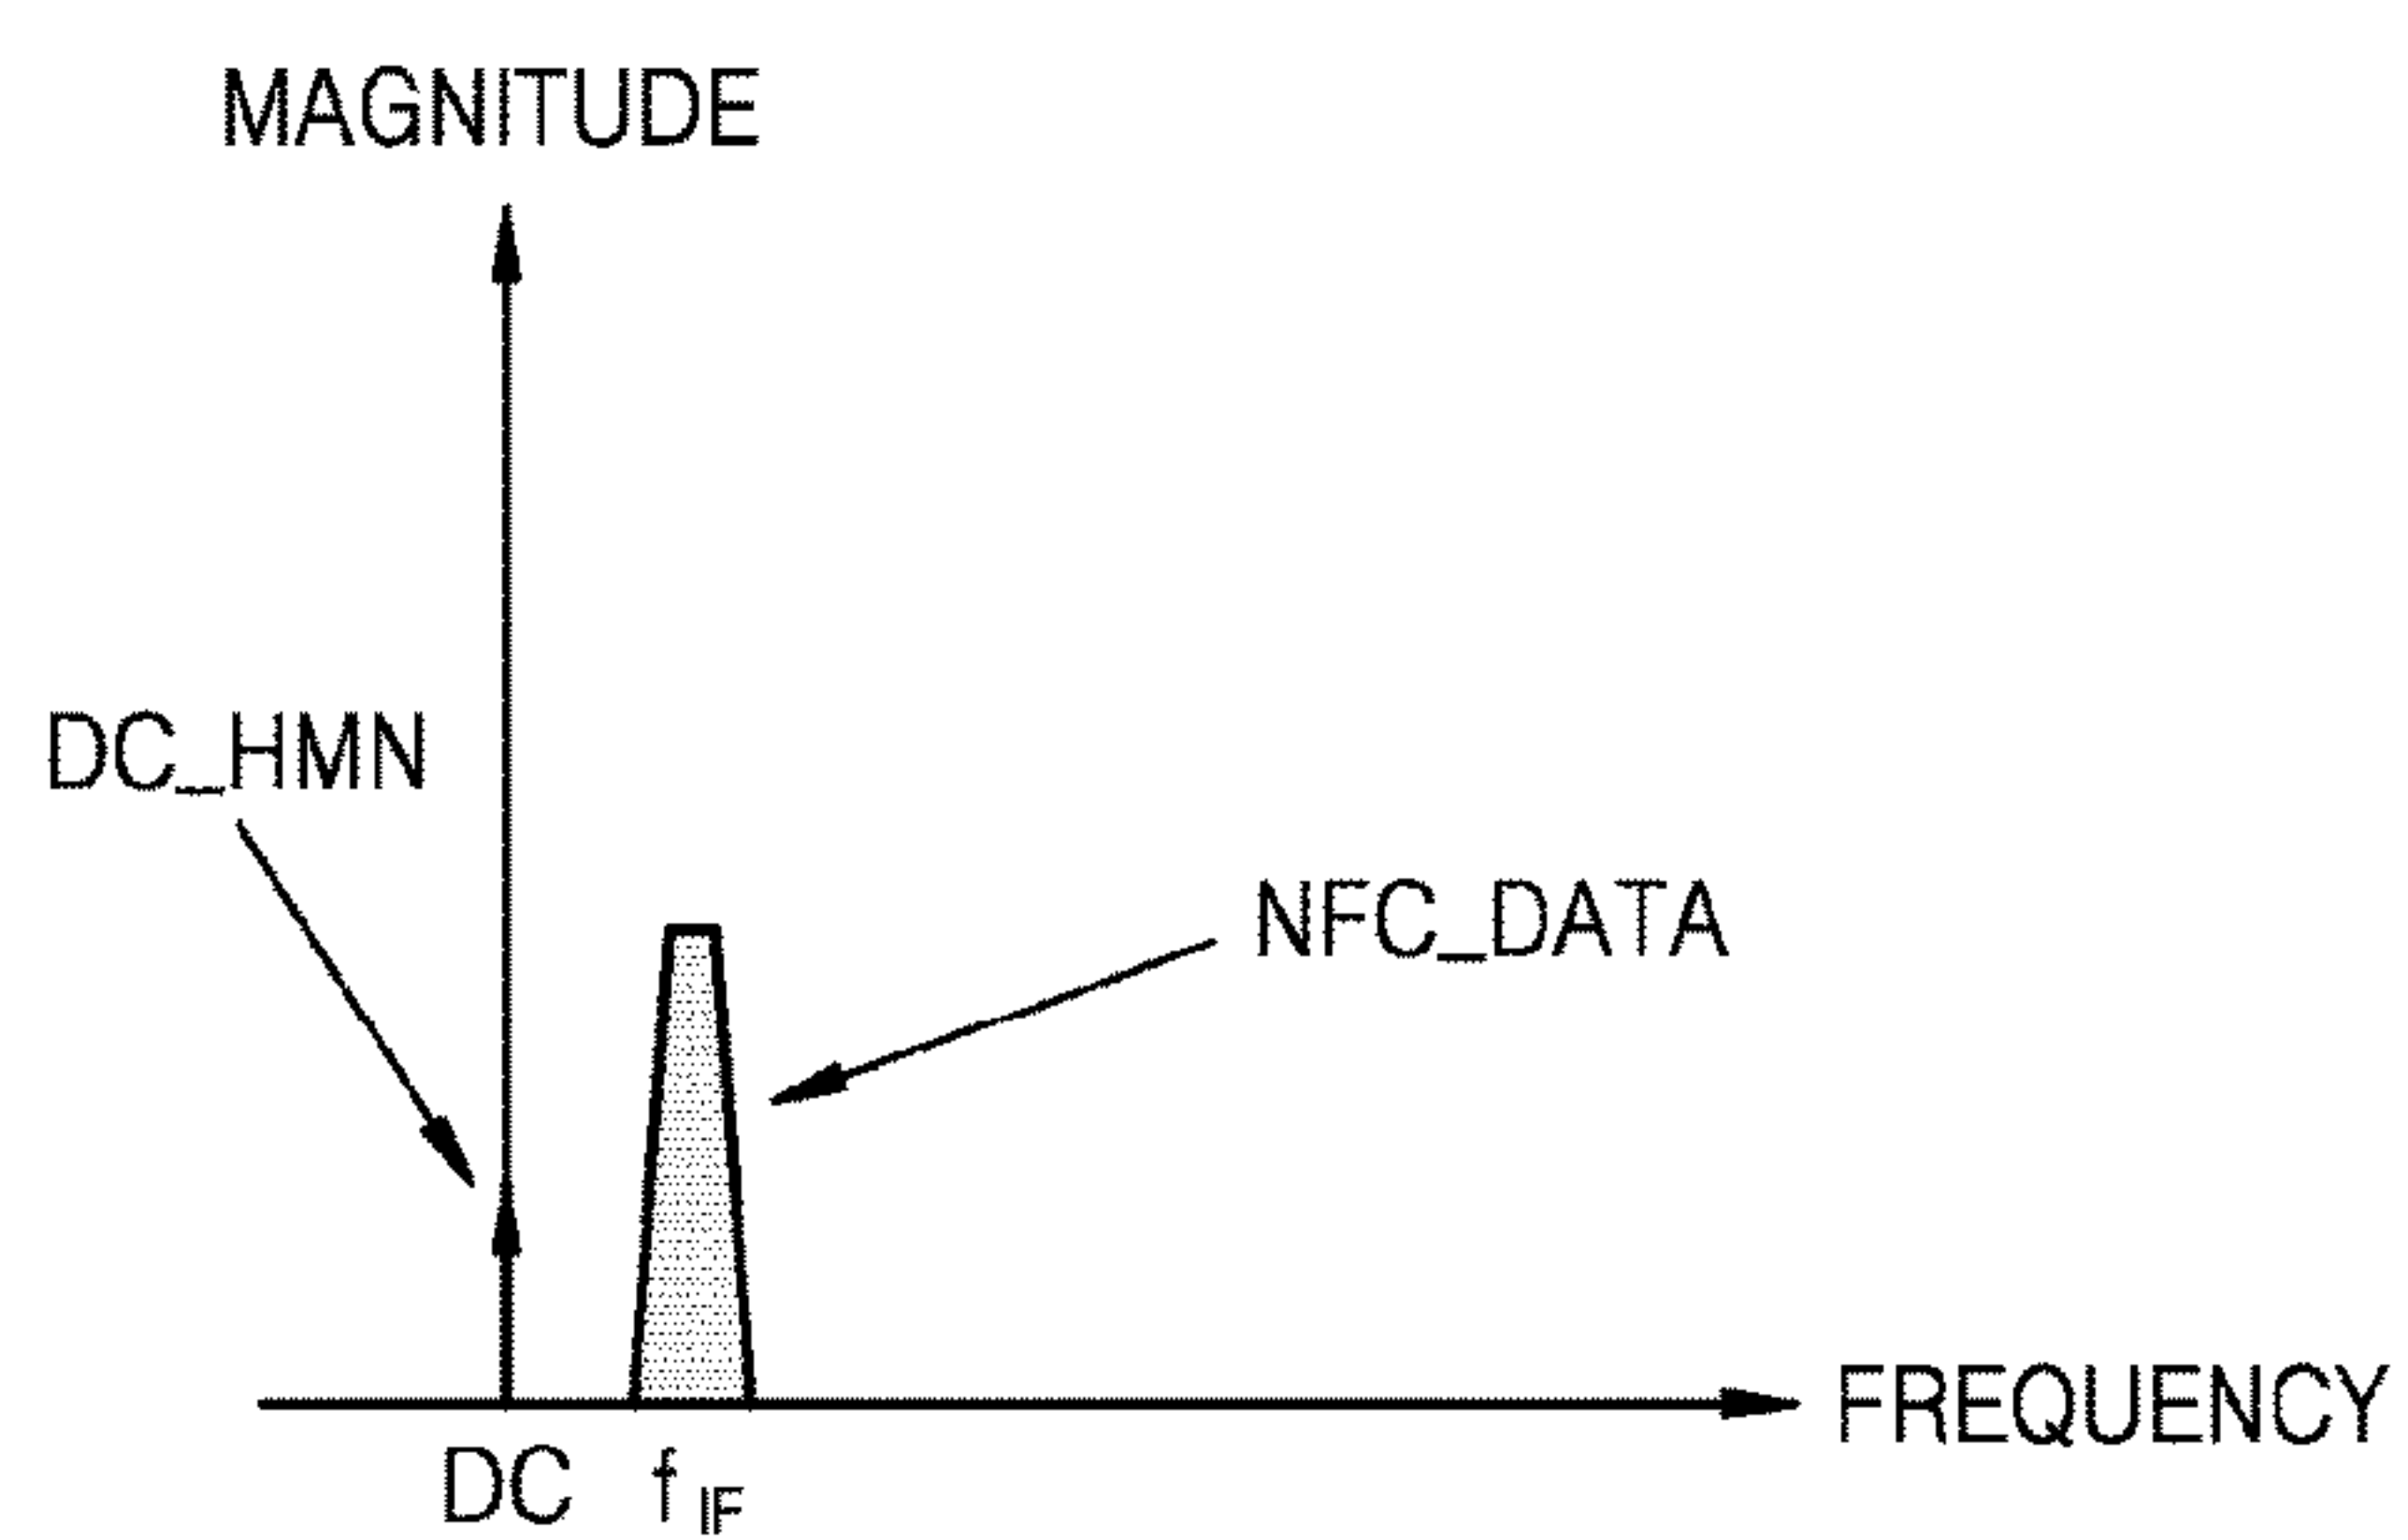 MAGNITUDE
DC_HMN
NFC_DATA
FREQUENCY
DC
f IF